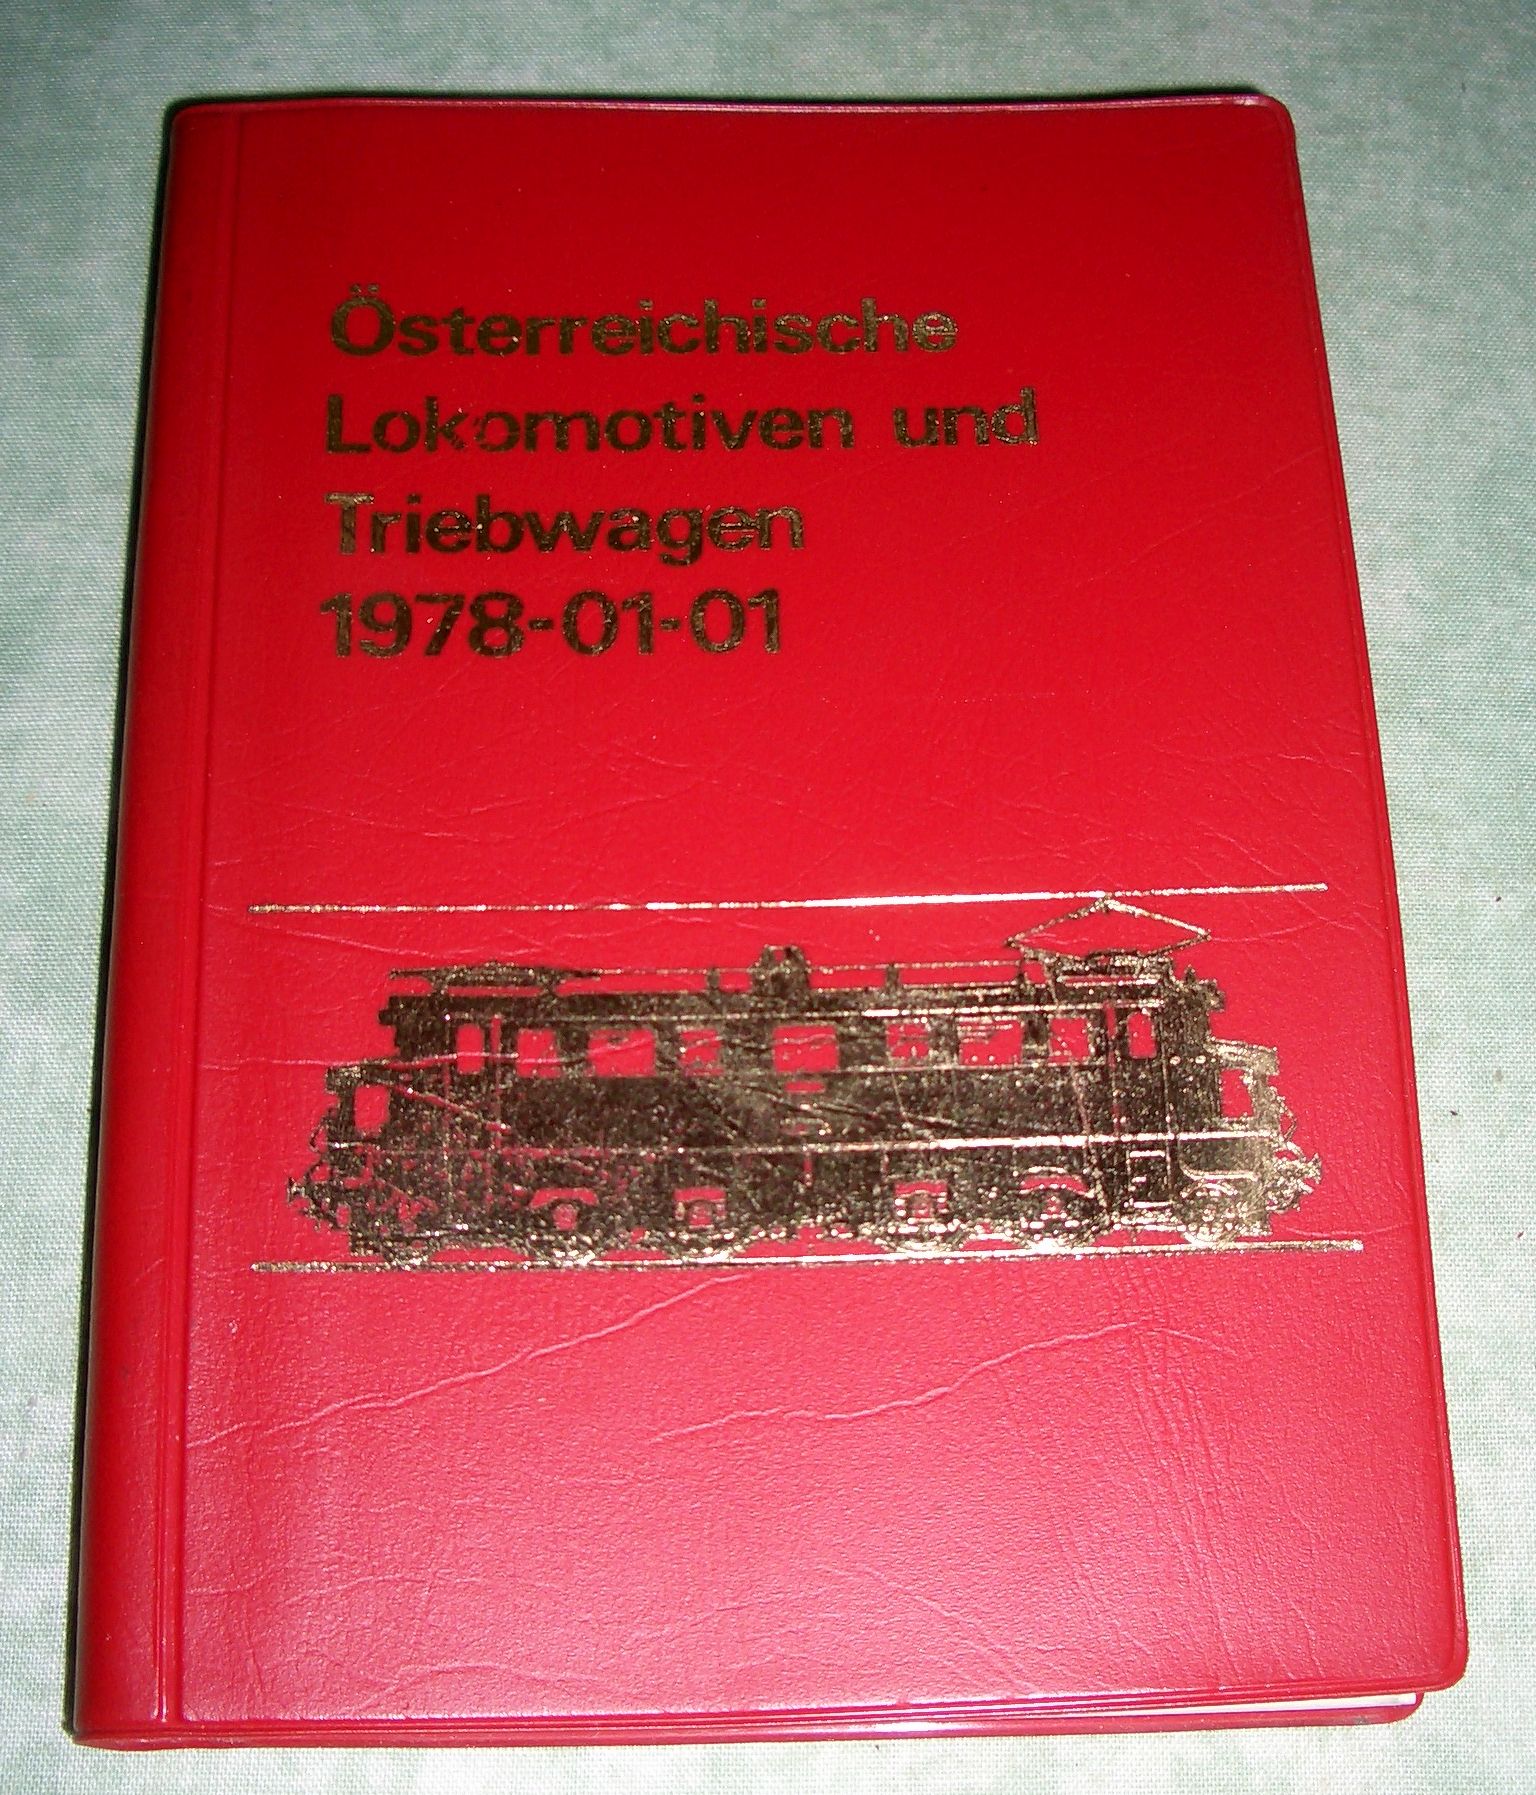 Österreichische
Lokomotiven und
Triebwagen
1978-01-01